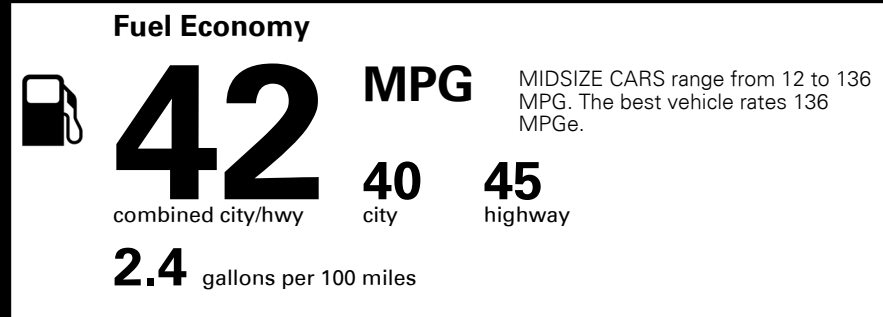 Fuel Economy
42
MPG
MIDSIZE CARS range from 12 to 136
MPG. The best vehicle rates 136
MPGe.
combined city/hwy
40
city
45
highway
2.4 gallons per 100 miles